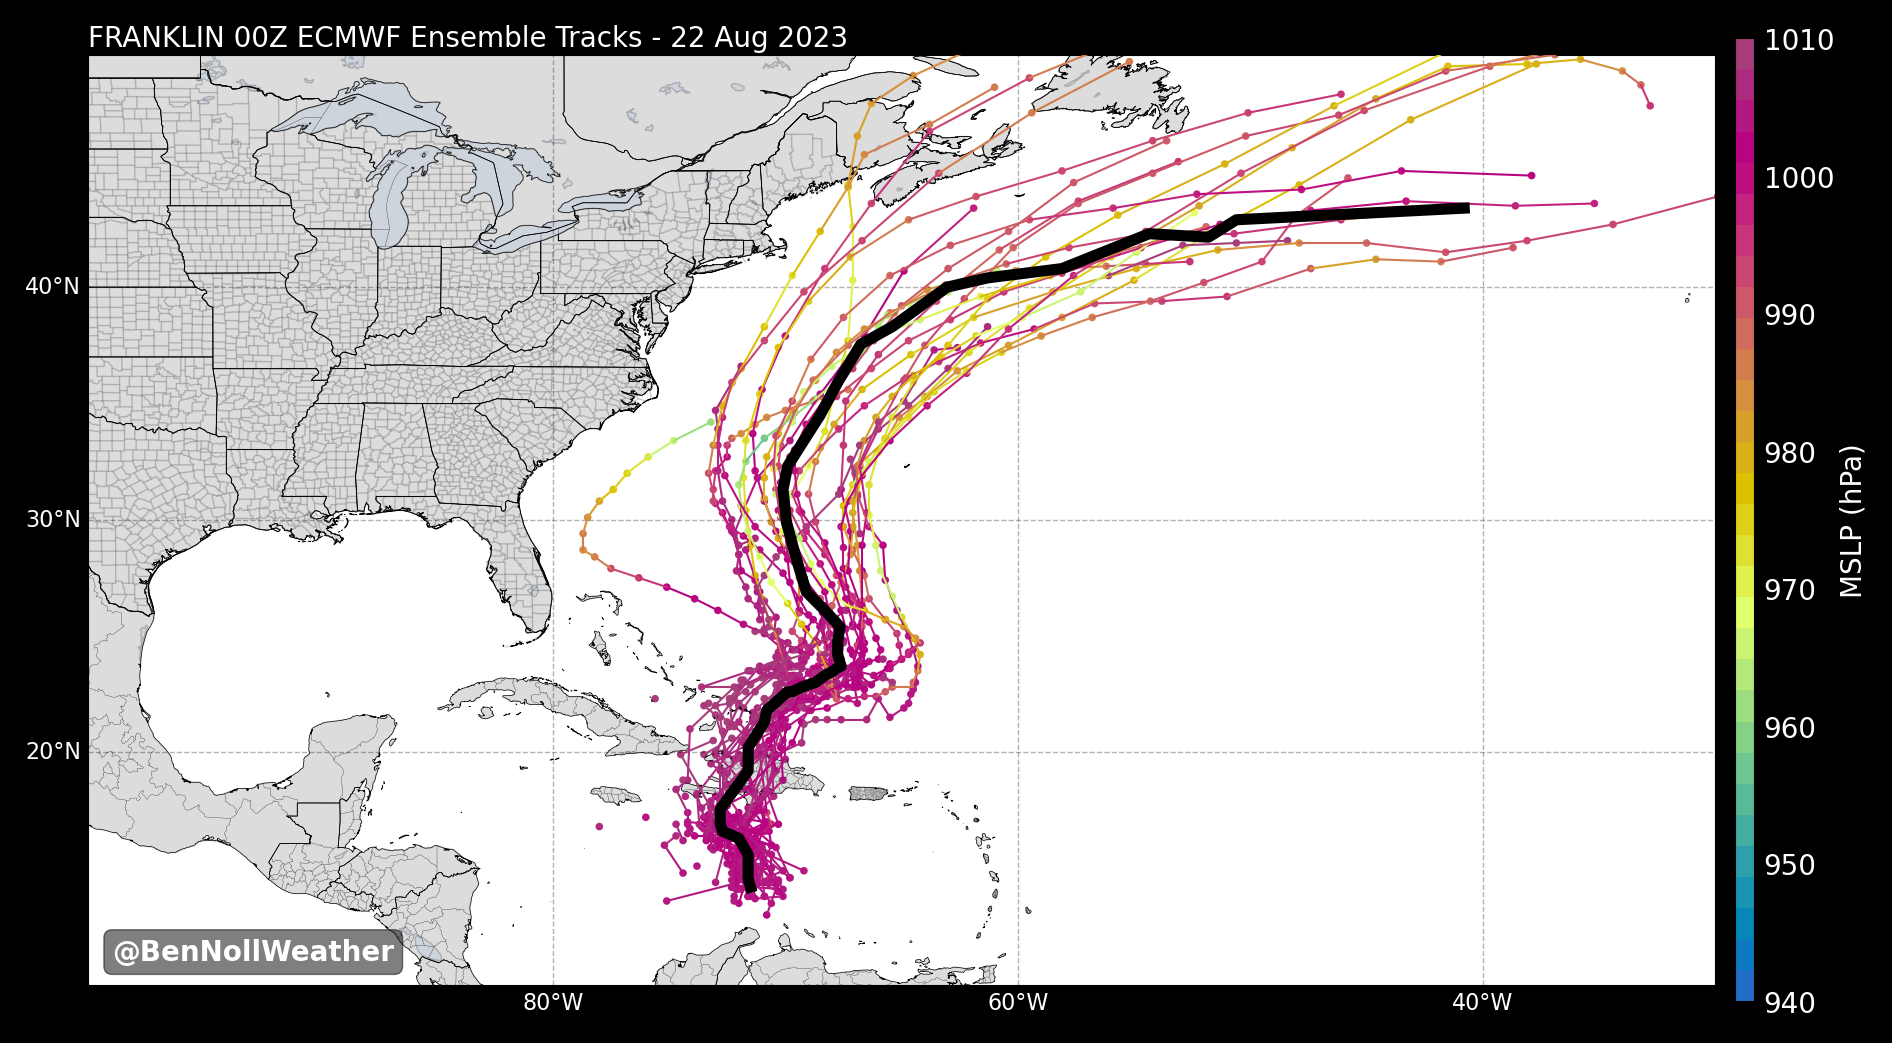 FRANKLIN 00Z ECMWF Ensemble Tracks - 22 Aug 2023
1010
1000
990
980
970
960
950
940
MSLP (hPa)
40°N
30°N
20°N
80°W
60°W
40°W
@BenNollWeather